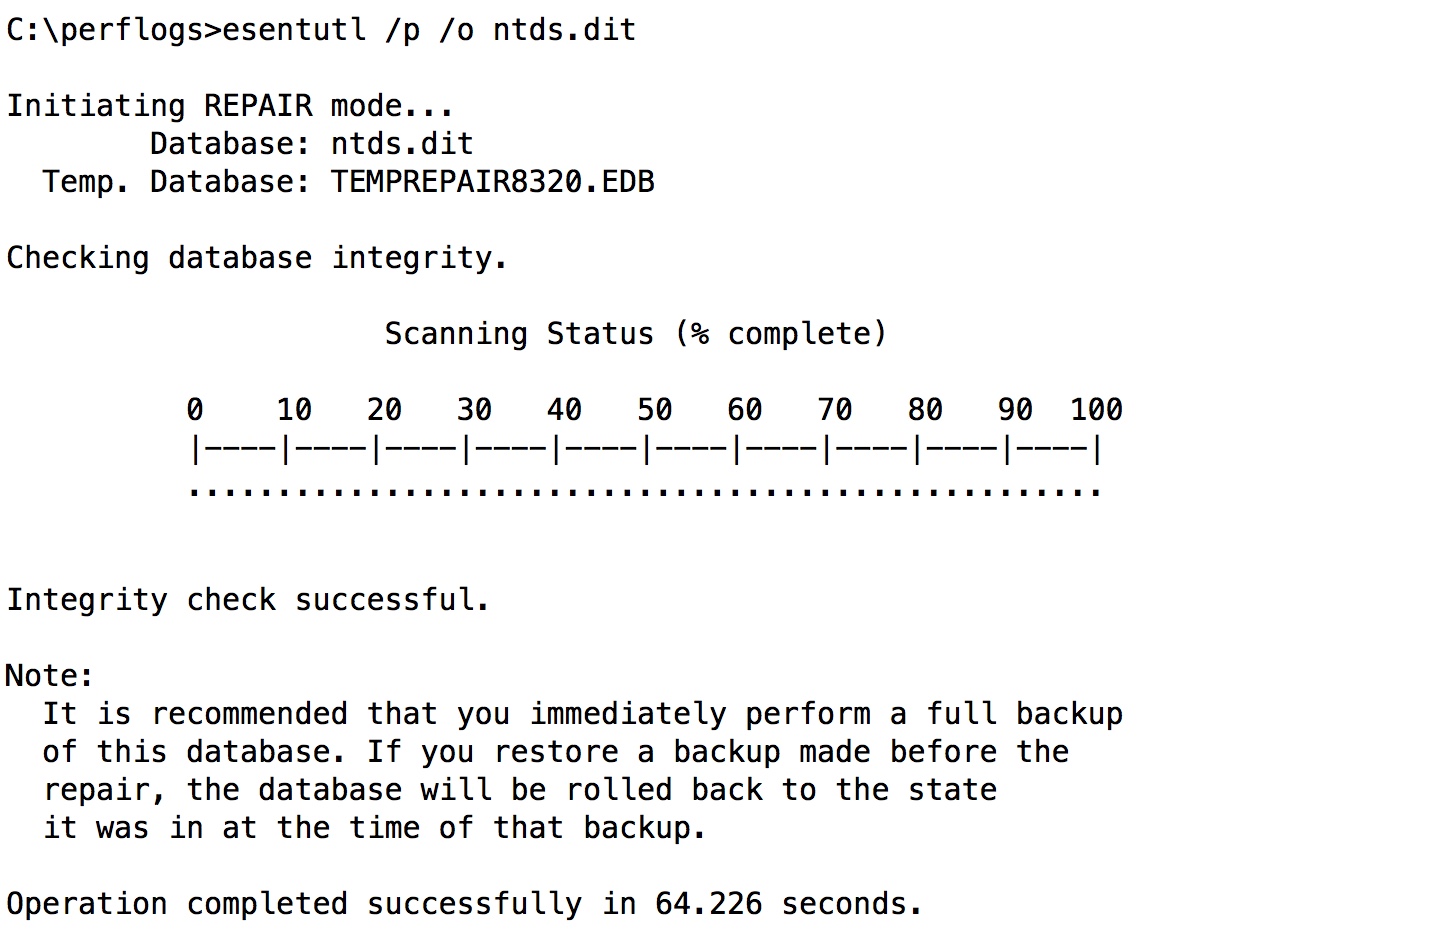 C:\perflogs>esentutl /p /o ntds.dit
Initiating REPAIR mode...
Database: ntds.dit
Temp. Database: TEMPREPAIR8320.EDB
Checking database integrity.
Scanning Status (% complete)
0 10 20 30 40 50 60 70 80 90 100
|----|----|----|----|----|----|----|----|----|----|
...................................................
Integrity check successful.
Note:
It is recommended that you immediately perform a full backup
of this database. If you restore a backup made before the
repair, the database will be rolled back to the state
it was in at the time of that backup.
Operation completed successfully in 64.226 seconds.